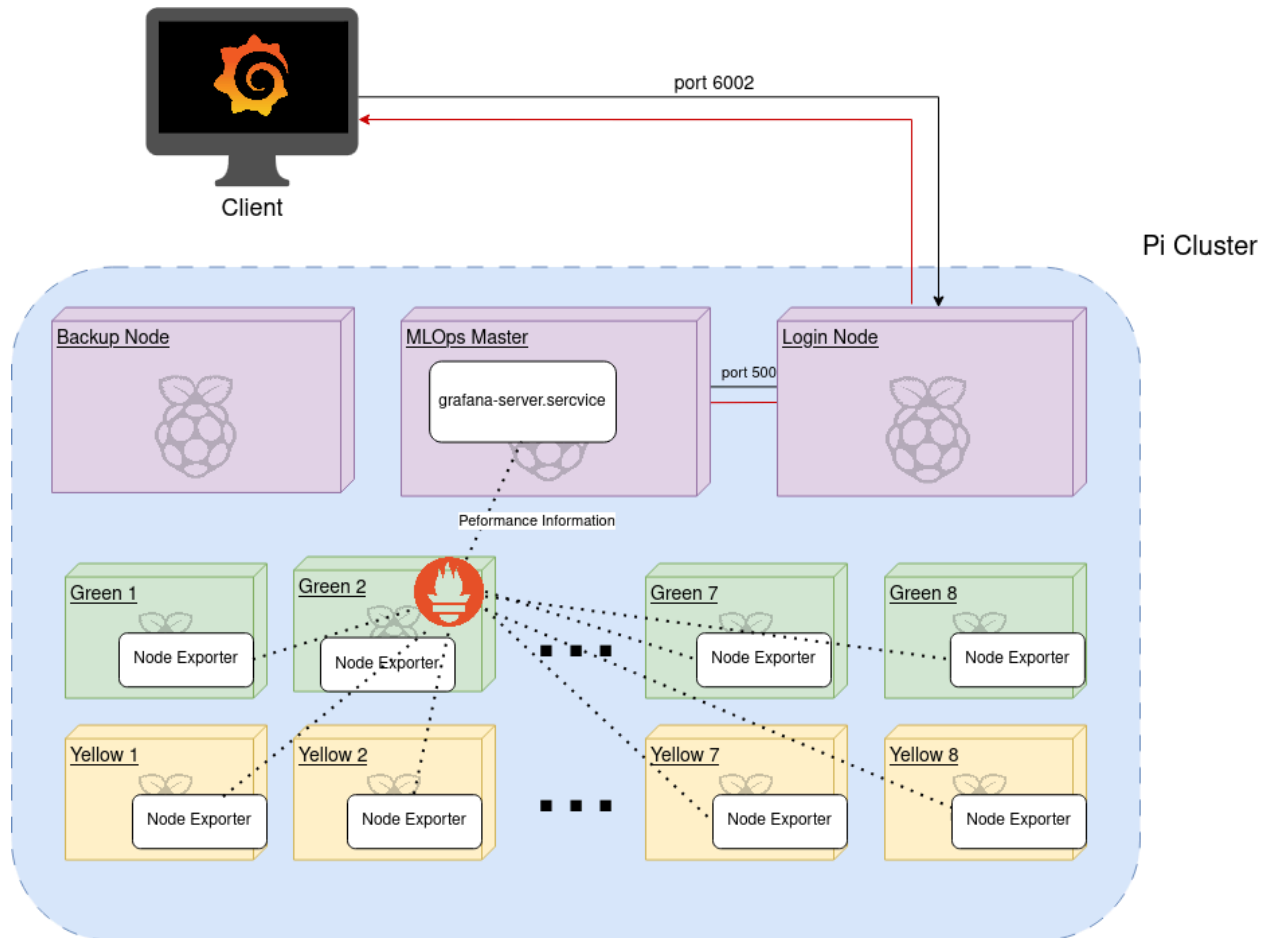 port 6002
Client
Pi Cluster
Backup Node
MLOps Master
Login Node
grafana-server.sercvice
port 500
Peformance Information
Green 1
Green 2
Green 7
Green 8
Node Exporter
Node Exporter
Node Exporter
Node Exporter
Yellow 1
Yellow 2
Yellow 7
Yellow 8
Node Exporter
Node Exporter
Node Exporter
Node Exporter